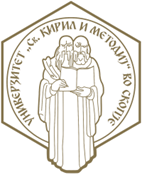 УНИВЕРЗИТЕТ „Св. КИРИЛ И МЕТОДИЈ“ ВО СКОПЈЕ